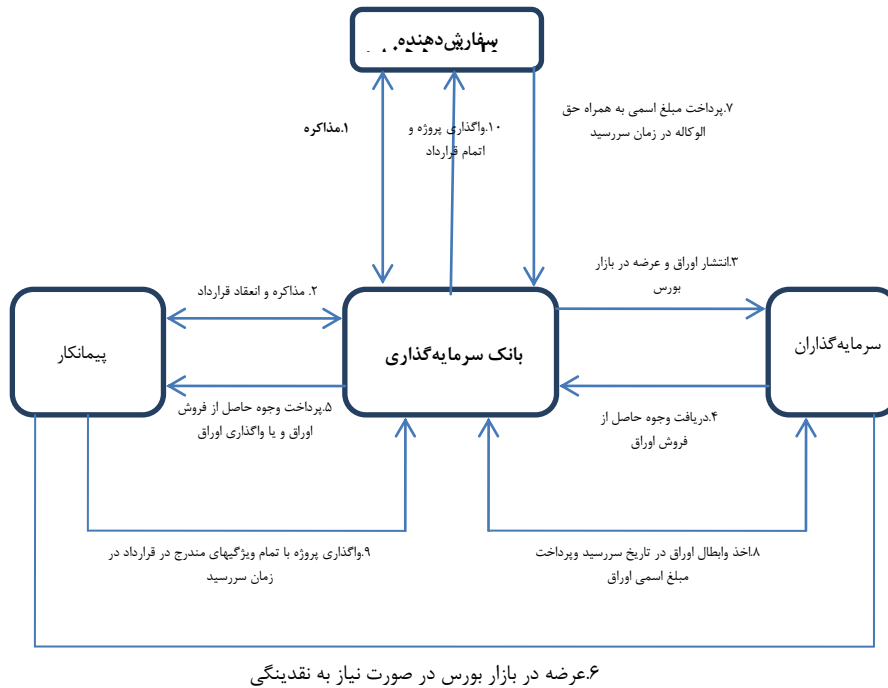 سفارش‌دهنده
۱.مذاکره
۱۰.واگذاری پروژه و
اتمام قرارداد
۷.پرداخت مبلغ اسمی به همراه حق
الوکاله در زمان سررسید
۳.انتشار اوراق و عرضه در بازار
بورس
۲. مذاکره و انعقاد قرارداد
سرمایه‌گذاران
بانک سرمایه‌گذاری
پیمانکار
۵.پرداخت وجوه حاصل از فروش
اوراق و یا واگذاری اوراق
۴.دریافت وجوه حاصل از
فروش اوراق
۹.واگذاری پروژه با تمام ویژگیهای مندرج در قرارداد در
زمان سررسید
۸.اخذ وابطال اوراق در تاریخ سررسید وپرداخت
مبلغ اسمی اوراق
۶.عرضه در بازار بورس در صورت نیاز به نقدینگی